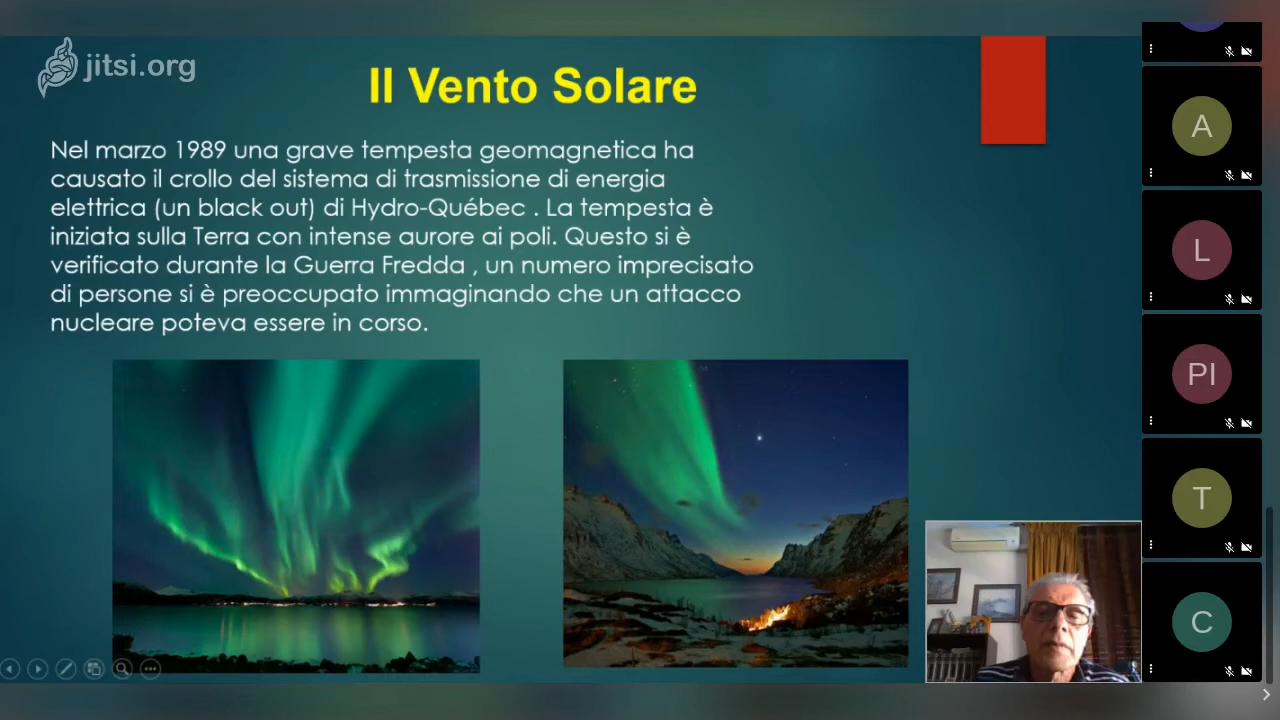 jitsi.org
Il Vento Solare
Nel marzo 1989 una grave tempesta geomagnetica ha
causato il crollo del sistema di trasmissione di energia
elettrica (un black out) di Hydro-Québec . La tempesta è
iniziata sulla Terra con intense aurore ai poli. Questo si è
verificato durante la Guerra Fredda , un numero imprecisato
di persone si è preoccupato immaginando che un attacco
nucleare poteva essere in corso.
A
L
PI
T
C